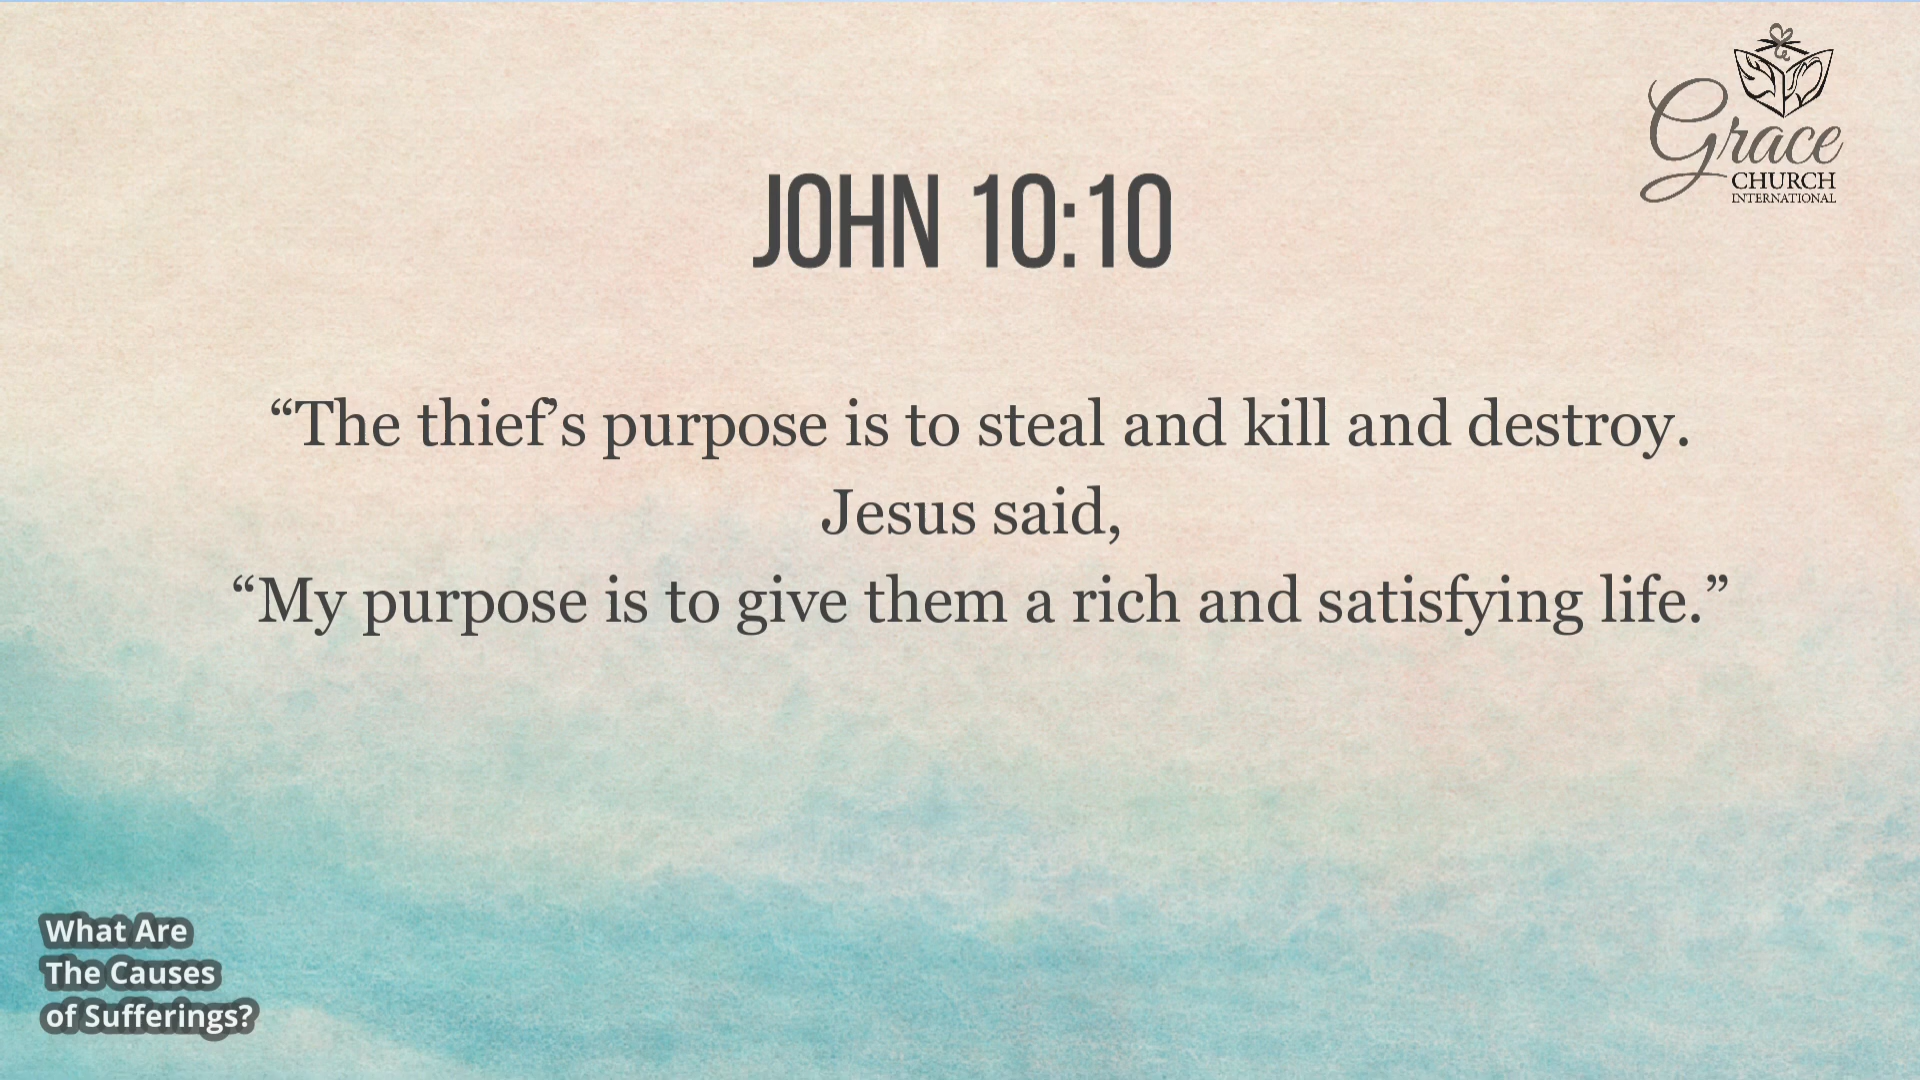 Grace
CHURCH
INTERNATIONAL
JOHN 10:10
“The thief’s purpose is to steal and kill and destroy.
Jesus said,
“My purpose is to give them a rich and satisfying life.”
What Are
The Causes
of Sufferings?